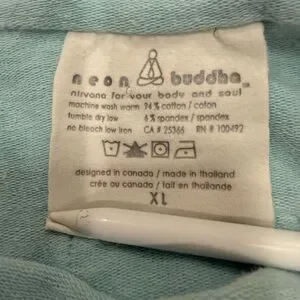 neon buddha
nirvana for your body and soul
machine wash warm 94% cotton / coton
tumble dry low 6% spandex / spandex
no bleach low iron CA # 25366 RN # 100492
designed in canada / made in thailand
crée au canada / fait en thailande
XL